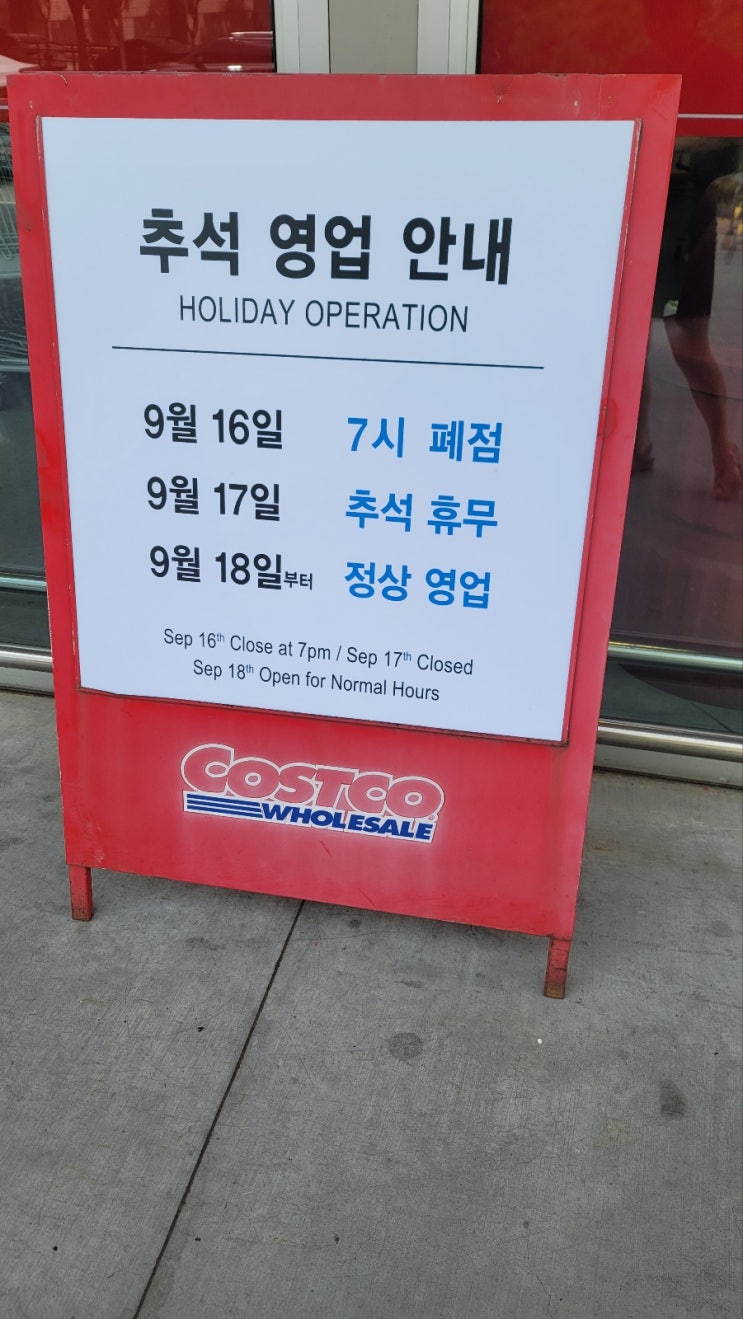 추석 영업 안내
HOLIDAY OPERATION
9월 16일 7시 폐점
9월 17일 추석 휴무
9월 18일부터 정상 영업
Sep 16th Close at 7pm / Sep 17th Closed
Sep 18th Open for Normal Hours
COSTCO
WHOLESALE